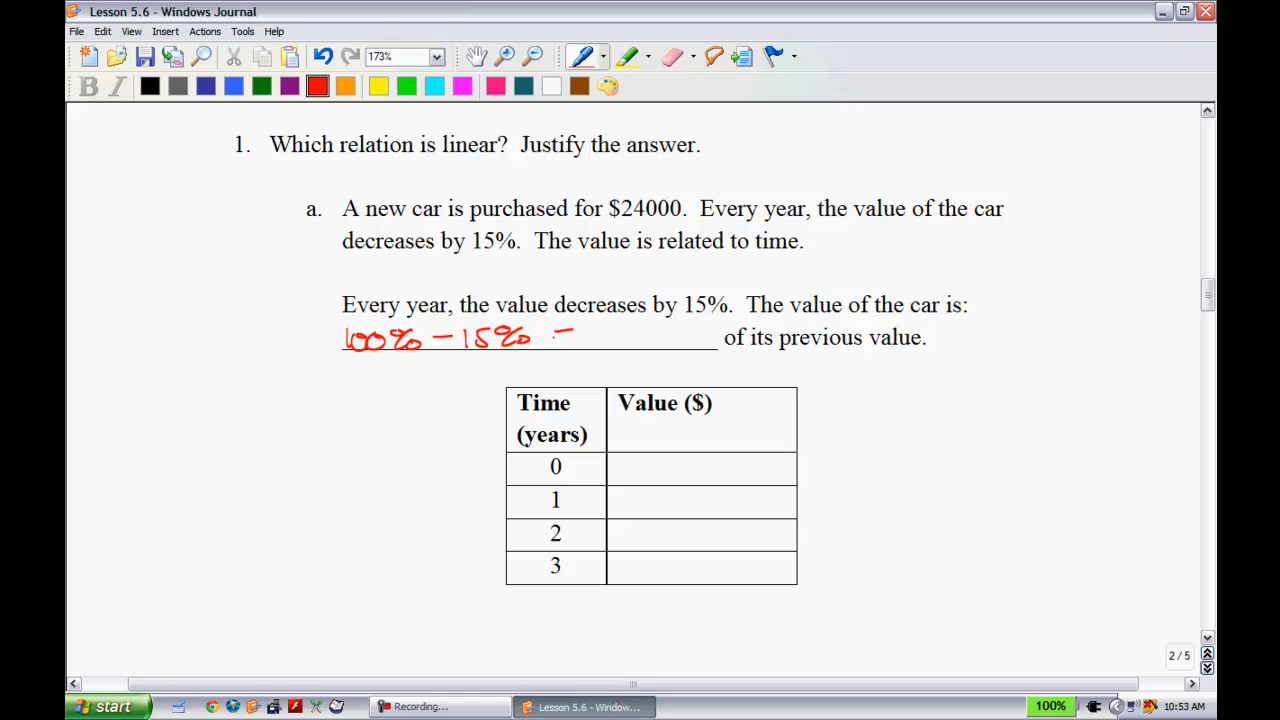 Lesson 5.6 - Windows Journal
File Edit View Insert Actions Tools Help
173%
B I
1. Which relation is linear? Justify the answer.
a. A new car is purchased for $24000. Every year, the value of the car
decreases by 15%. The value is related to time.
Every year, the value decreases by 15%. The value of the car is:
100% - 15% = of its previous value.
Time Value ($)
(years)
0
1
2
3
2 / 5
start Recording... Lesson 5.6 - Window... 100% 10:53 AM